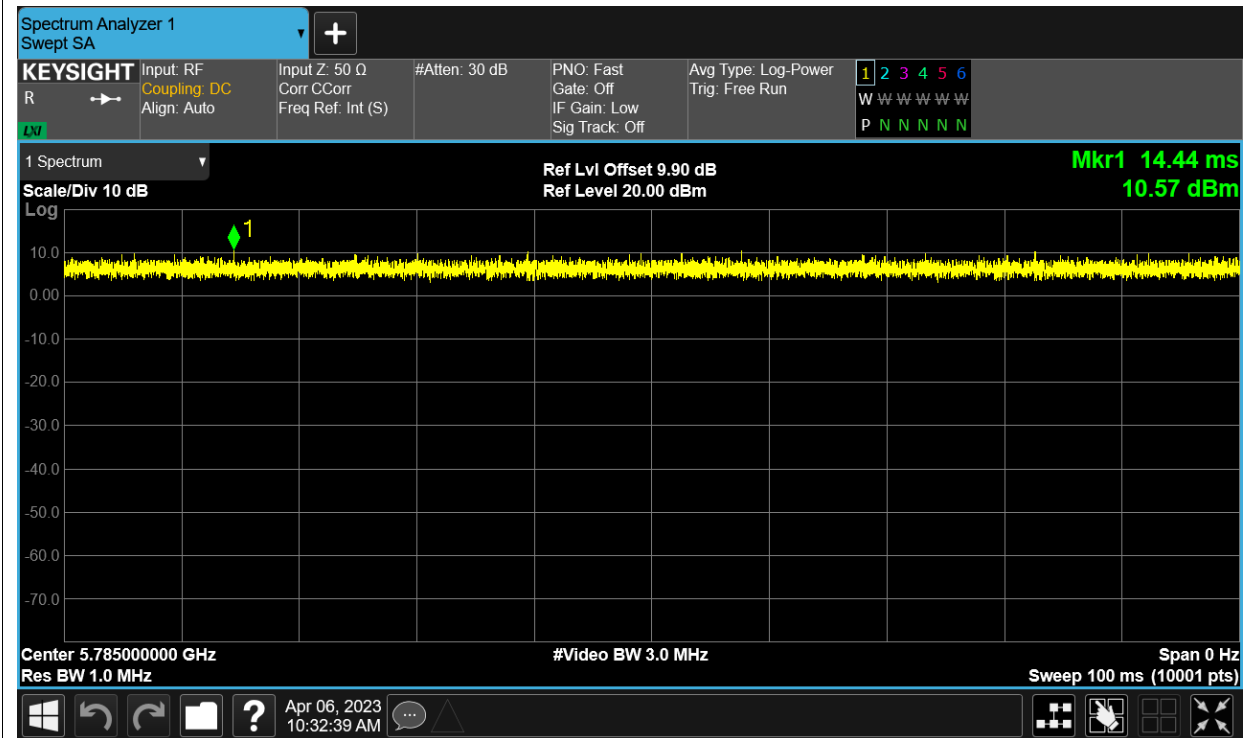 Spectrum Analyzer 1
Swept SA
KEYSIGHT
R
LXI
Input: RF
Coupling: DC
Align: Auto
Input Z: 50 Ω
Corr CCorr
Freq Ref: Int (S)
#Atten: 30 dB
PNO: Fast
Gate: Off
IF Gain: Low
Sig Track: Off
Avg Type: Log-Power
Trig: Free Run
1 2 3 4 5 6
W W W W W W
P N N N N N
1 Spectrum
Scale/Div 10 dB
Ref Lvl Offset 9.90 dB
Ref Level 20.00 dBm
Mkr1 14.44 ms
10.57 dBm
Log
1
10.0
0.00
-10.0
-20.0
-30.0
-40.0
-50.0
-60.0
-70.0
Center 5.785000000 GHz
Res BW 1.0 MHz
#Video BW 3.0 MHz
Span 0 Hz
Sweep 100 ms (10001 pts)
?
Apr 06, 2023
10:32:39 AM